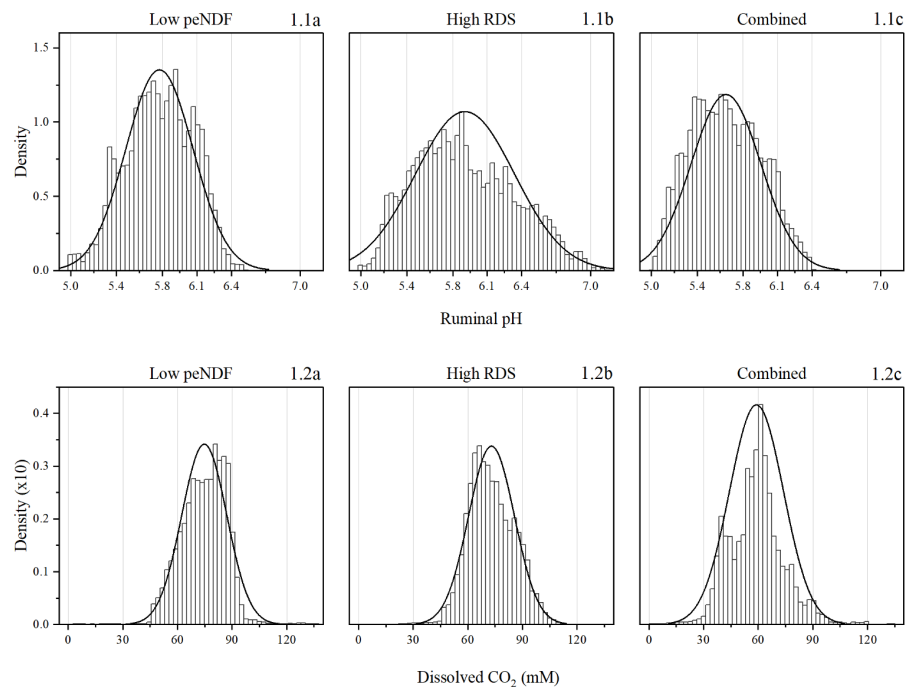 Low peNDF 1.1a High RDS 1.1b Combined 1.1c
1.5
1.0
0.5
0.0
Density
5.0 5.4 5.8 6.1 6.4 7.0 5.0 5.4 5.8 6.1 6.4 7.0 5.0 5.4 5.8 6.1 6.4 7.0
Ruminal pH
Low peNDF 1.2a High RDS 1.2b Combined 1.2c
0.4
0.3
0.2
0.1
0.0
Density (x10)
0 30 60 90 120 0 30 60 90 120 0 30 60 90 120
Dissolved CO₂ (mM)